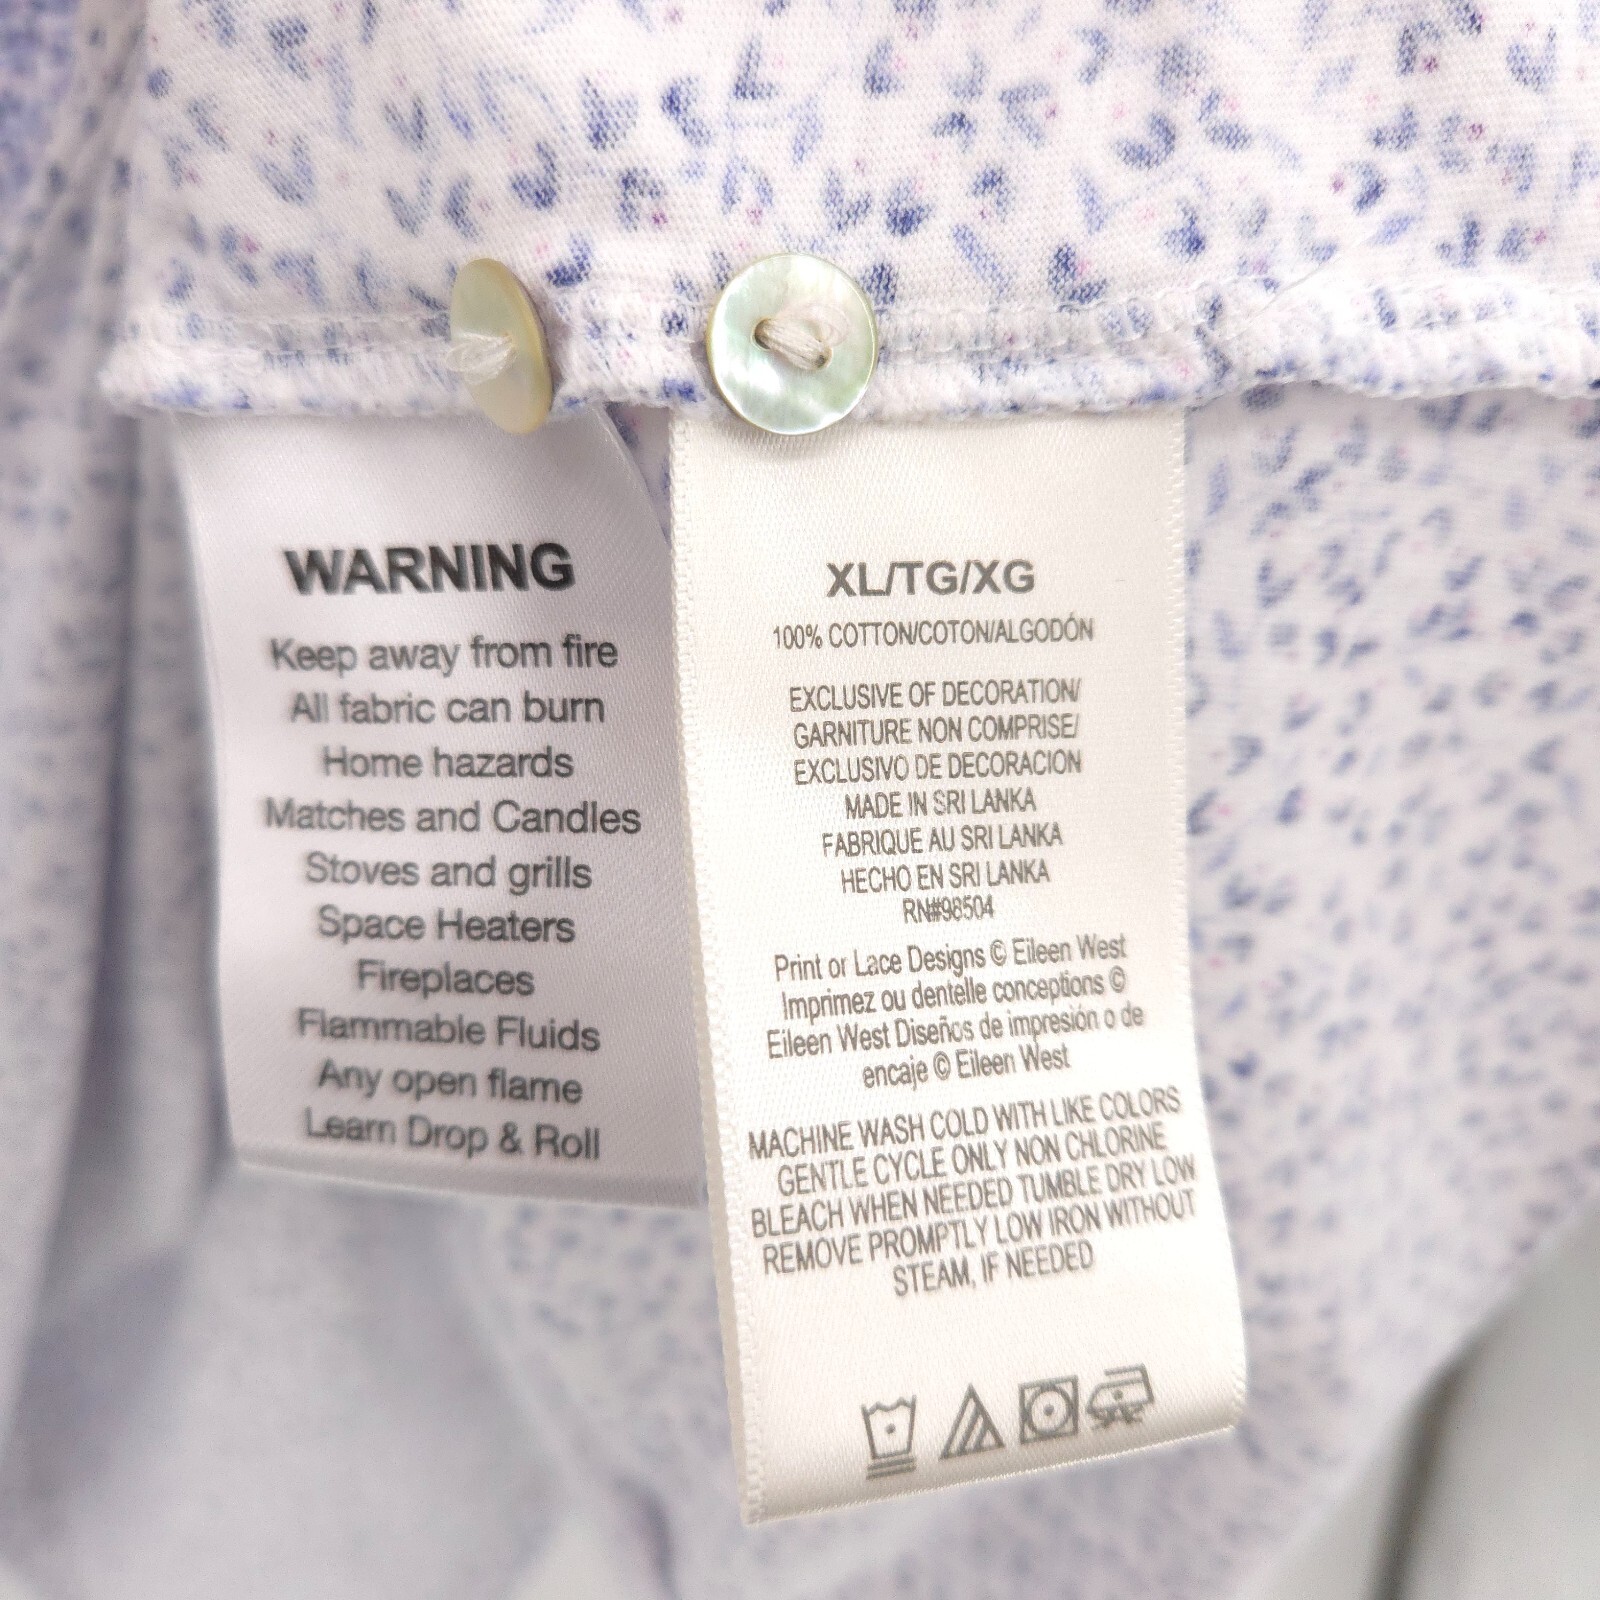 WARNING
Keep away from fire
All fabric can burn
Home hazards
Matches and Candles
Stoves and grills
Space Heaters
Fireplaces
Flammable Fluids
Any open flame
Learn Drop & Roll
XL/TG/XG
100% COTTON/COTON/ALGODÓN
EXCLUSIVE OF DECORATION/
GARNITURE NON COMPRISE/
EXCLUSIVO DE DECORACION
MADE IN SRI LANKA
FABRIQUE AU SRI LANKA
HECHO EN SRI LANKA
RN#98504
Print or Lace Designs © Eileen West
Imprimez ou dentelle conceptions ©
Eileen West Diseños de impresión o de
encaje © Eileen West
MACHINE WASH COLD WITH LIKE COLORS
GENTLE CYCLE ONLY NON CHLORINE
BLEACH WHEN NEEDED TUMBLE DRY LOW
REMOVE PROMPTLY LOW IRON WITHOUT
STEAM, IF NEEDED